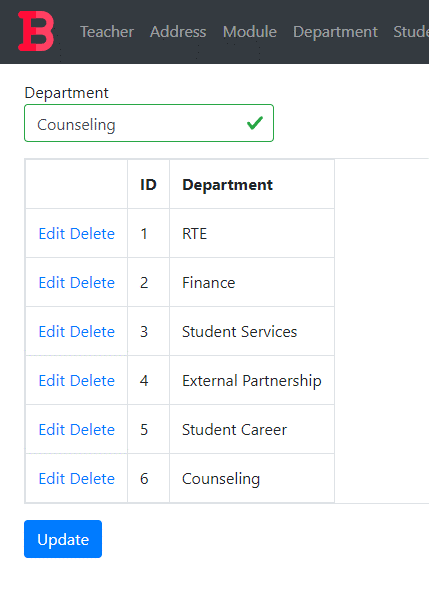 B Teacher Address Module Department Stude
Department
Counseling
ID Department
Edit Delete 1 RTE
Edit Delete 2 Finance
Edit Delete 3 Student Services
Edit Delete 4 External Partnership
Edit Delete 5 Student Career
Edit Delete 6 Counseling
Update